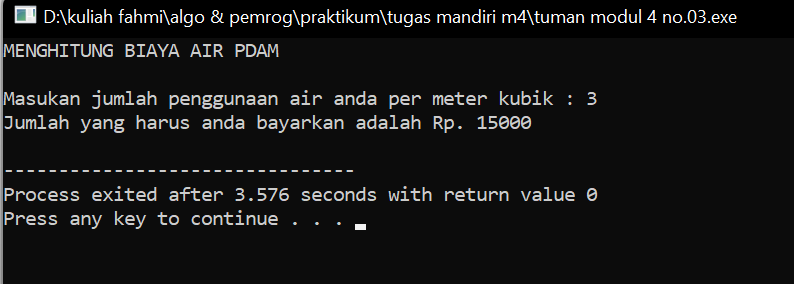 D:\kuliah fahmi\algo & pemrog\praktikum\tugas mandiri m4\tuman modul 4 no.03.exe
MENGHITUNG BIAYA AIR PDAM
Masukan jumlah penggunaan air anda per meter kubik : 3
Jumlah yang harus anda bayarkan adalah Rp. 15000
--------------------------------
Process exited after 3.576 seconds with return value 0
Press any key to continue . . .